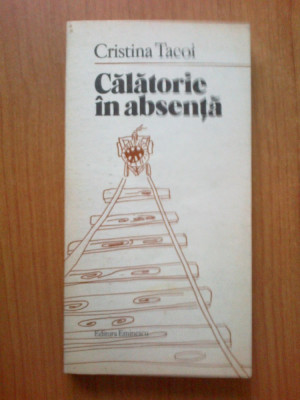 Cristina Tacoi
Călătorie
în absență
Editura Eminescu